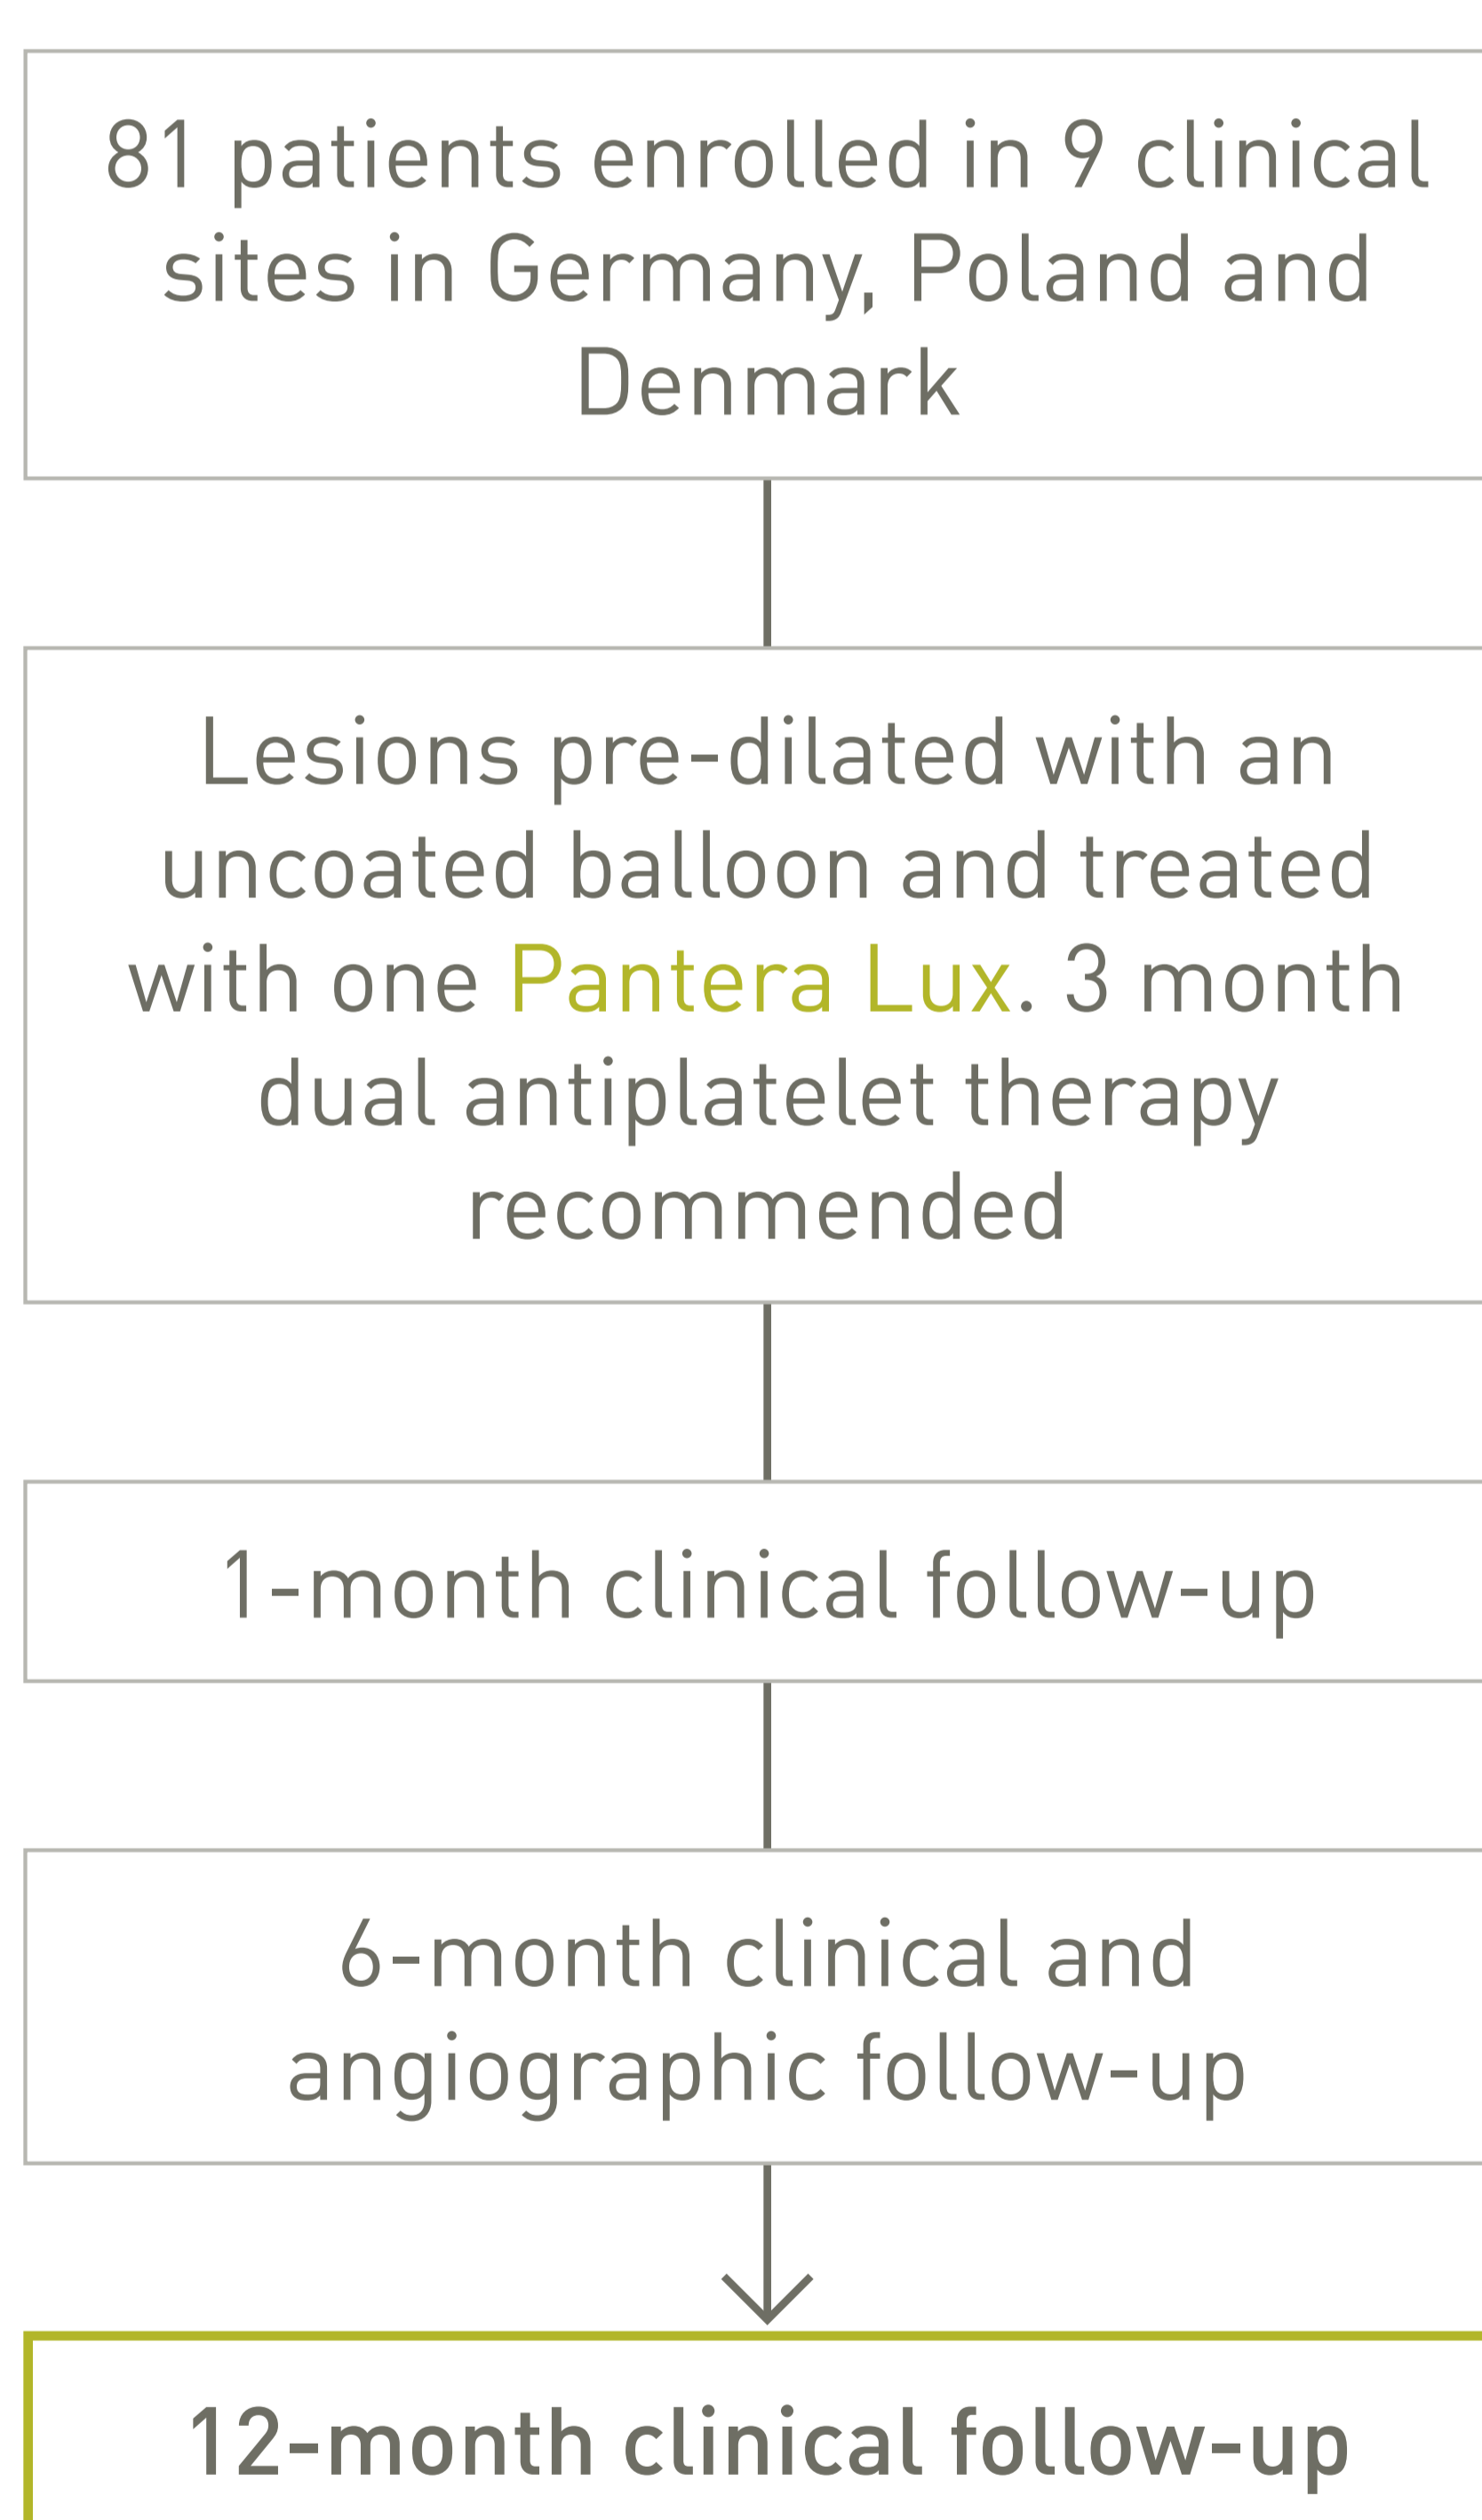 81 patients enrolled in 9 clinical
sites in Germany, Poland and
Denmark
Lesions pre-dilated with an
uncoated balloon and treated
with one Pantera Lux. 3 month
dual antiplatelet therapy
recommended
1-month clinical follow-up
6-month clinical and
angiographic follow-up
12-month clinical follow-up